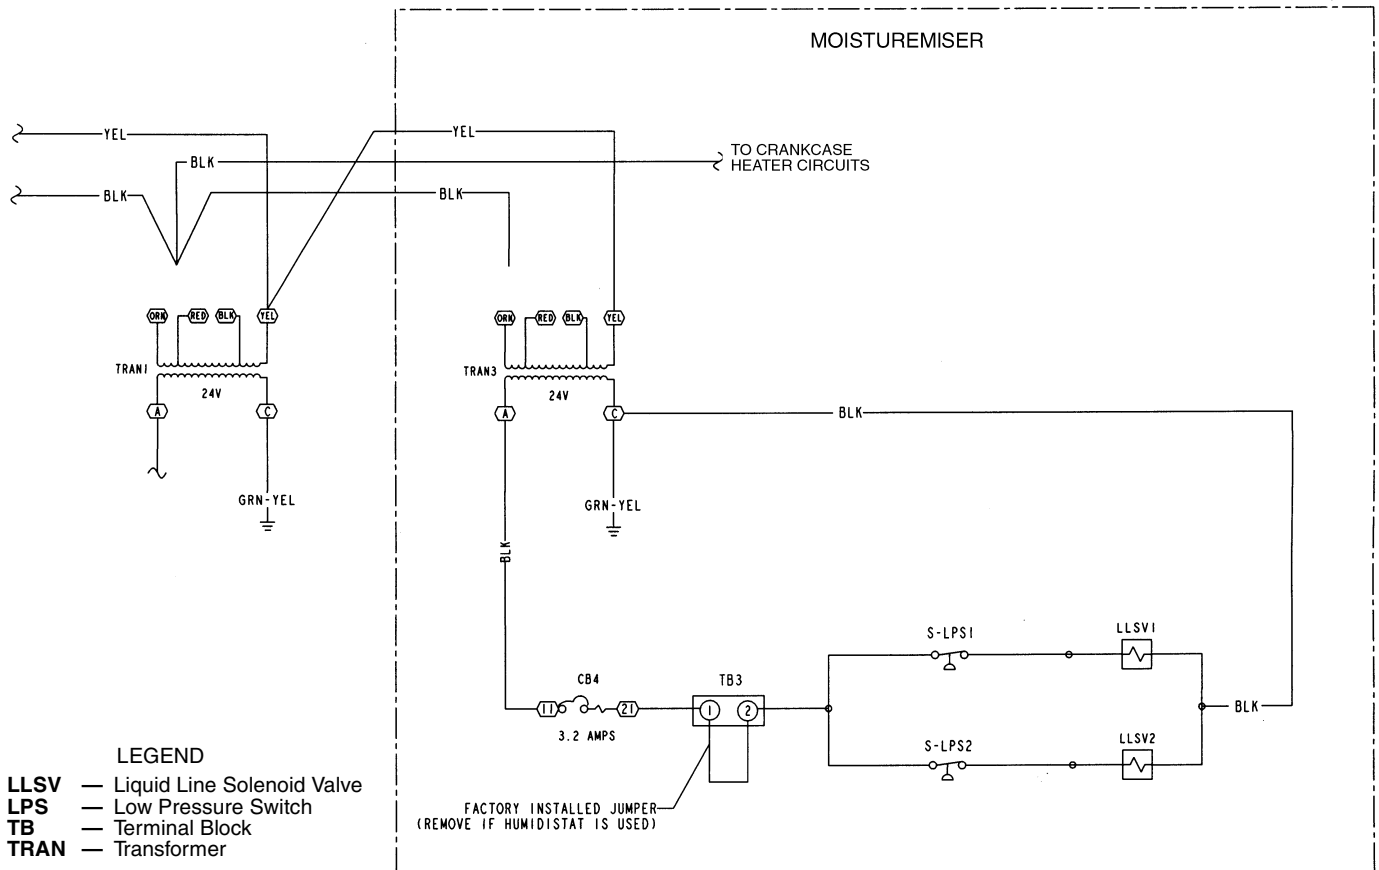 MOISTUREMISER
YEL
YEL
TO CRANKCASE
HEATER CIRCUITS
BLK
BLK
BLK
ORN
RED
BLK
YEL
ORN
RED
BLK
YEL
TRAN1
24V
TRAN3
24V
A
C
A
C
BLK
GRN-YEL
GRN-YEL
BLK
S-LPS1
LLSV1
CB4
TB3
11
21
1
2
BLK
3.2 AMPS
S-LPS2
LLSV2
FACTORY INSTALLED JUMPER
(REMOVE IF HUMIDISTAT IS USED)
LEGEND
LLSV — Liquid Line Solenoid Valve
LPS — Low Pressure Switch
TB — Terminal Block
TRAN — Transformer